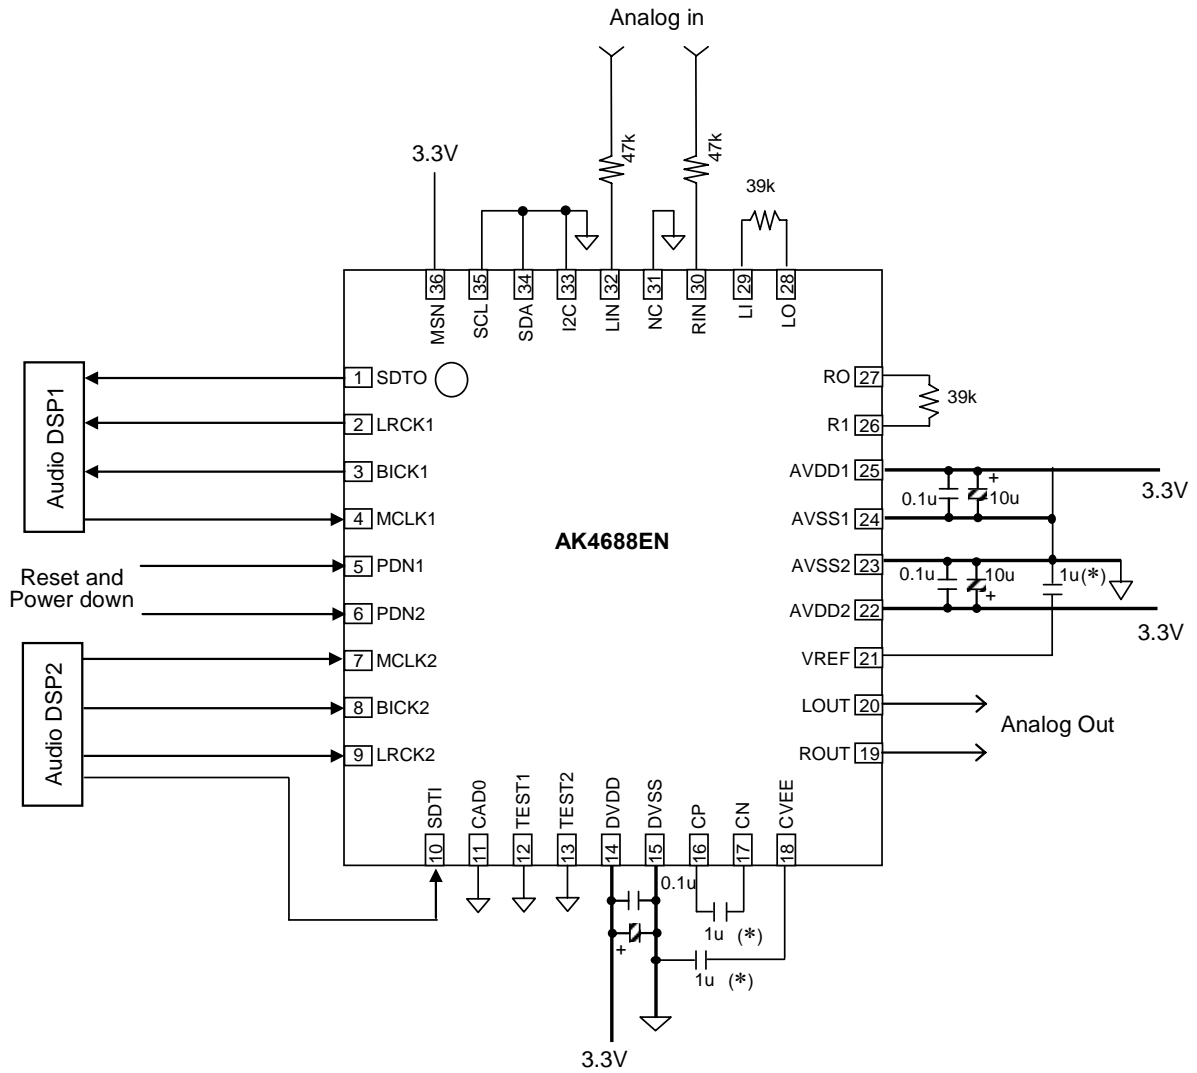 Analog in
3.3V
47k
47k
39k
36
35
34
33
32
31
30
29
28
MSN
SCL
SDA
I2C
LIN
NC
RIN
LI
LO
Audio DSP1
1 SDTO
2 LRCK1
3 BICK1
4 MCLK1
Reset and
Power down
5 PDN1
6 PDN2
Audio DSP2
7 MCLK2
8 BICK2
9 LRCK2
AK4688EN
RO 27
39k
R1 26
AVDD1 25
+
0.1u
10u
3.3V
AVSS1 24
AVSS2 23
0.1u
10u
1u(*)
+
AVDD2 22
3.3V
VREF 21
LOUT 20
Analog Out
ROUT 19
SDTI
CAD0
TEST1
TEST2
DVDD
DVSS
CP
CN
CVEE
10
11
12
13
14
15
16
17
18
0.1u
1u (*)
+
1u (*)
3.3V